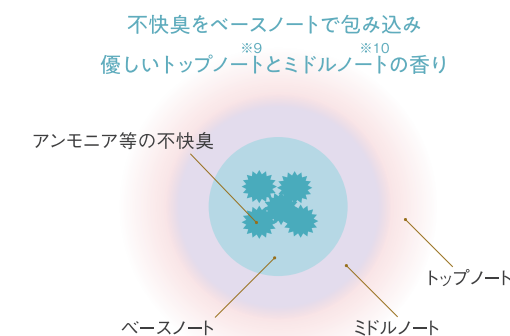 不快臭をベースノートで包み込み
優しいトップノート※9とミドルノート※10の香り
アンモニア等の不快臭
トップノート
ベースノート
ミドルノート